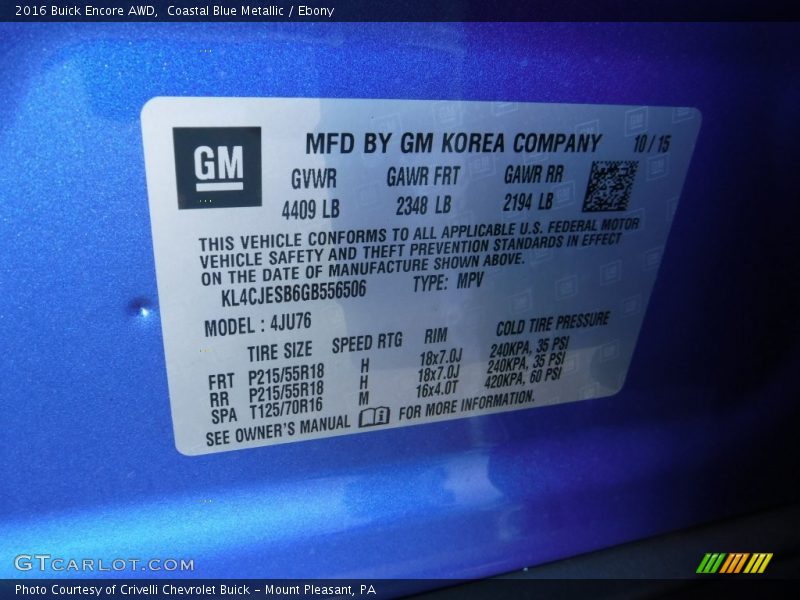 2016 Buick Encore AWD,  Coastal Blue Metallic / Ebony
GM
MFD BY GM KOREA COMPANY 10/15
GVWR GAWR FRT GAWR RR
4409 LB 2348 LB 2194 LB
THIS VEHICLE CONFORMS TO ALL APPLICABLE U.S. FEDERAL MOTOR
VEHICLE SAFETY AND THEFT PREVENTION STANDARDS IN EFFECT
ON THE DATE OF MANUFACTURE SHOWN ABOVE.
KL4CJESB6GB556506 TYPE: MPV
MODEL : 4JU76
TIRE SIZE SPEED RTG RIM COLD TIRE PRESSURE
FRT P215/55R18 H 18x7.0J 240KPA, 35 PSI
RR P215/55R18 H 18x7.0J 240KPA, 35 PSI
SPA T125/70R16 M 16x4.0T 420KPA, 60 PSI
SEE OWNER'S MANUAL FOR MORE INFORMATION.
GTCARLOT.COM
Photo Courtesy of Crivelli Chevrolet Buick – Mount Pleasant, PA